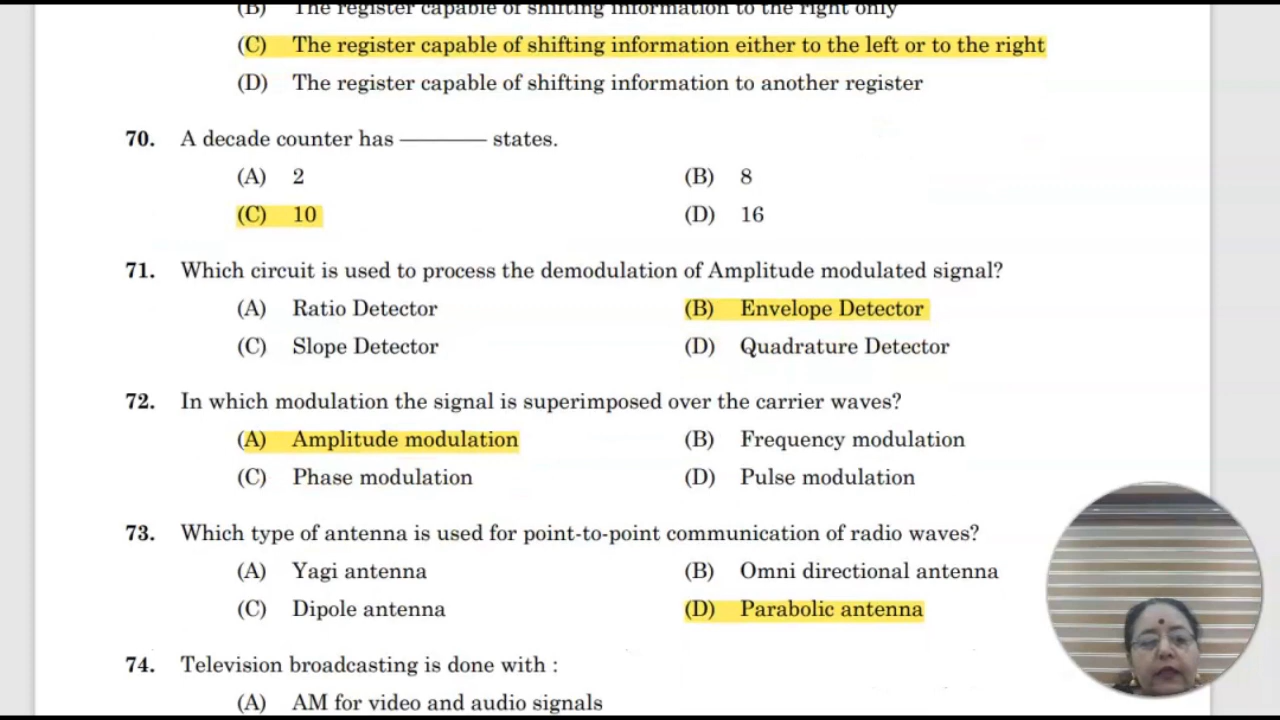 (B) The register capable of shifting information to the right only
(C) The register capable of shifting information either to the left or to the right
(D) The register capable of shifting information to another register
70. A decade counter has ——— states.
(A) 2 (B) 8
(C) 10 (D) 16
71. Which circuit is used to process the demodulation of Amplitude modulated signal?
(A) Ratio Detector (B) Envelope Detector
(C) Slope Detector (D) Quadrature Detector
72. In which modulation the signal is superimposed over the carrier waves?
(A) Amplitude modulation (B) Frequency modulation
(C) Phase modulation (D) Pulse modulation
73. Which type of antenna is used for point-to-point communication of radio waves?
(A) Yagi antenna (B) Omni directional antenna
(C) Dipole antenna (D) Parabolic antenna
74. Television broadcasting is done with :
(A) AM for video and audio signals